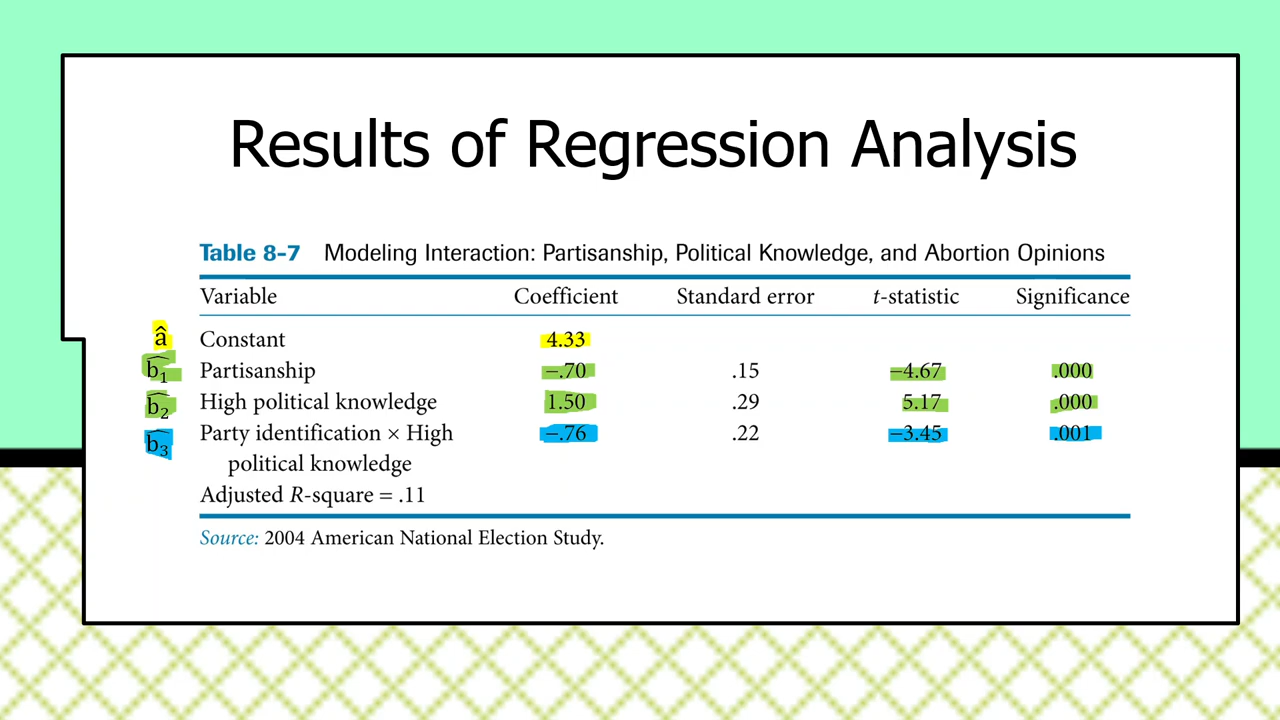 Results of Regression Analysis
Table 8-7 Modeling Interaction: Partisanship, Political Knowledge, and Abortion Opinions
Variable Coefficient Standard error t-statistic Significance
â Constant 4.33
b̂₁ Partisanship –.70 .15 –4.67 .000
b̂₂ High political knowledge 1.50 .29 5.17 .000
b̂₃ Party identification × High –.76 .22 –3.45 .001
political knowledge
Adjusted R-square = .11
Source: 2004 American National Election Study.